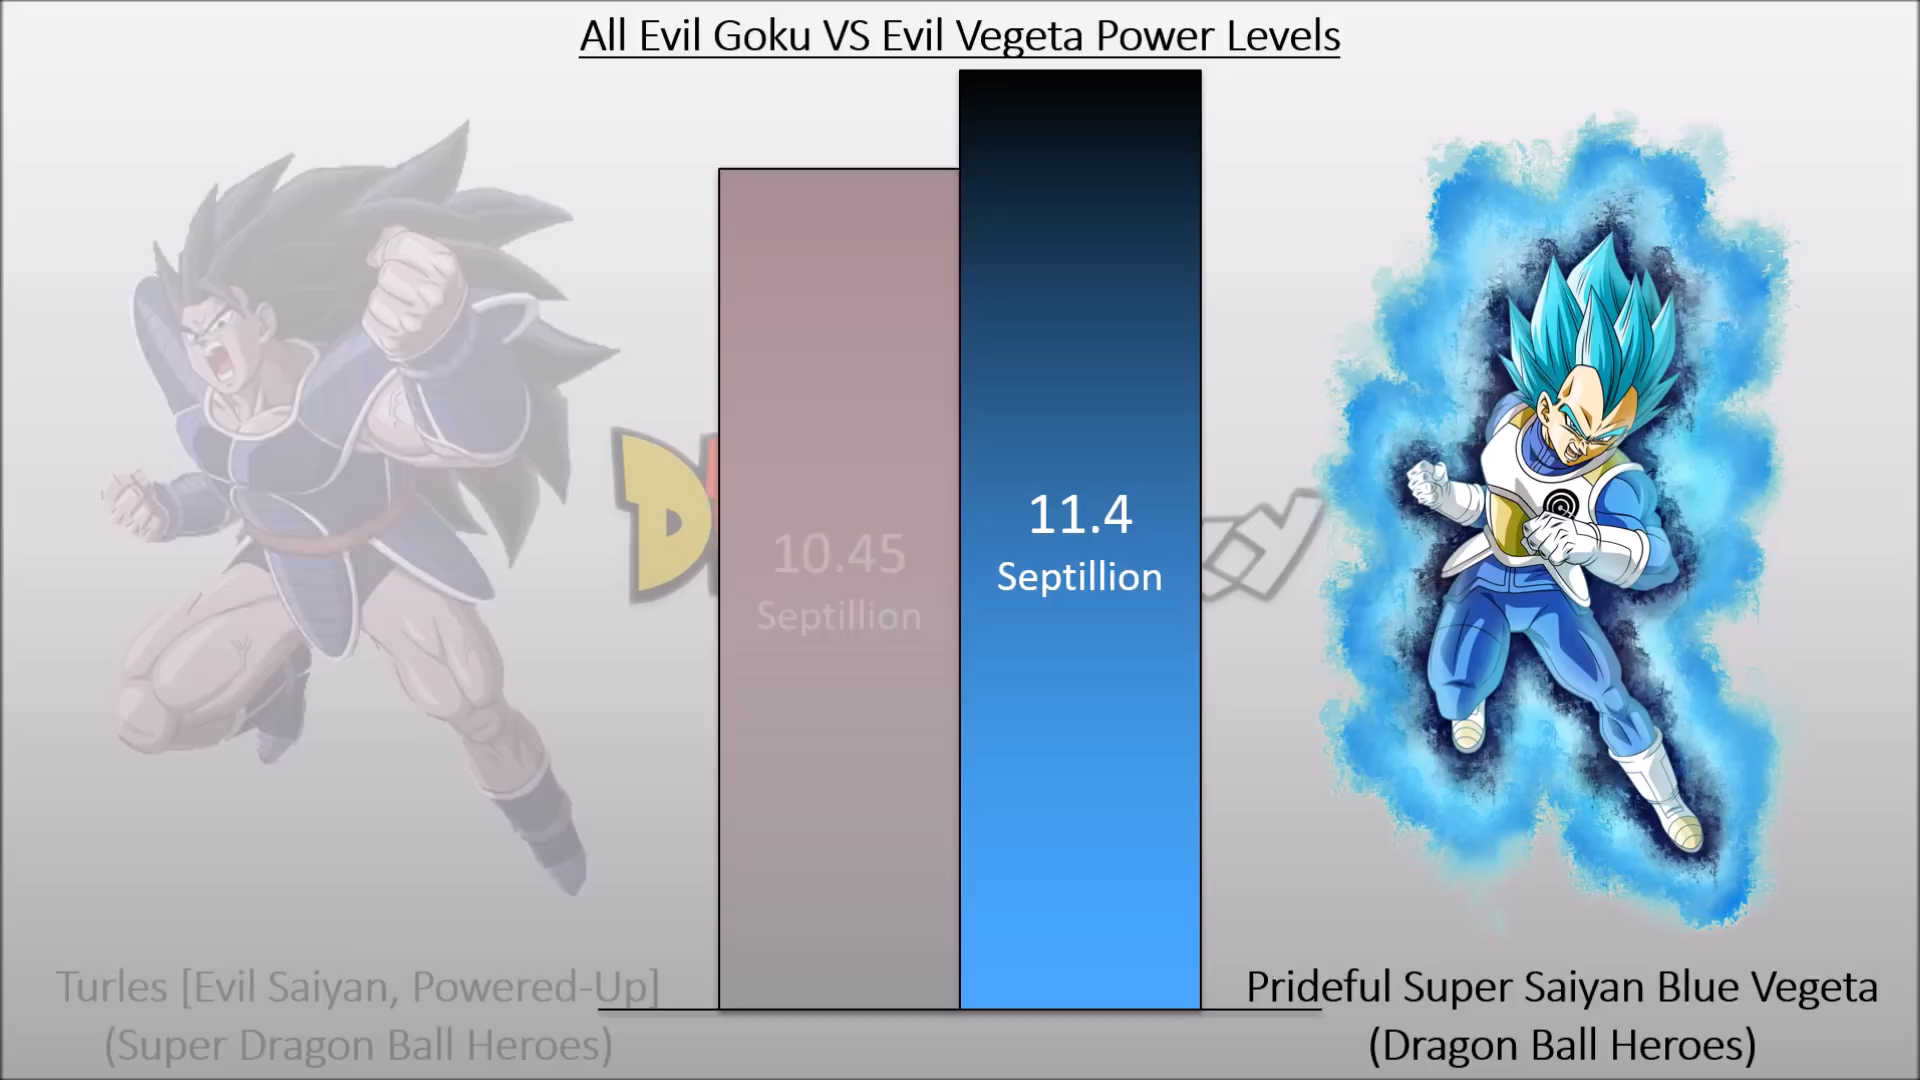 All Evil Goku VS Evil Vegeta Power Levels
10.45
Septillion
11.4
Septillion
Turles [Evil Saiyan, Powered-Up]
(Super Dragon Ball Heroes)
Prideful Super Saiyan Blue Vegeta
(Dragon Ball Heroes)